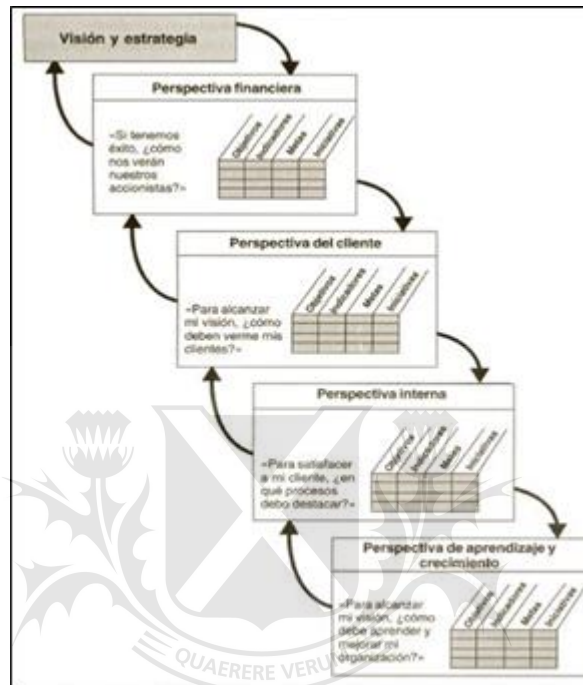 Visión y estrategia
Perspectiva financiera
«Si tenemos
éxito, ¿cómo
nos verán
nuestros
accionistas?»
Objetivos
Indicadores
Metas
Iniciativas
Perspectiva del cliente
«Para alcanzar
mi visión, ¿cómo
deben verme mis
clientes?»
Objetivos
Indicadores
Metas
Iniciativas
Perspectiva interna
«Para satisfacer
a mi cliente, ¿en
qué procesos
debo destacar?»
Objetivos
Indicadores
Metas
Iniciativas
Perspectiva de aprendizaje y
crecimiento
«Para alcanzar
mi visión, ¿cómo
debe aprender y
mejorar mi
organización?»
Objetivos
Indicadores
Metas
Iniciativas
QUAERERE